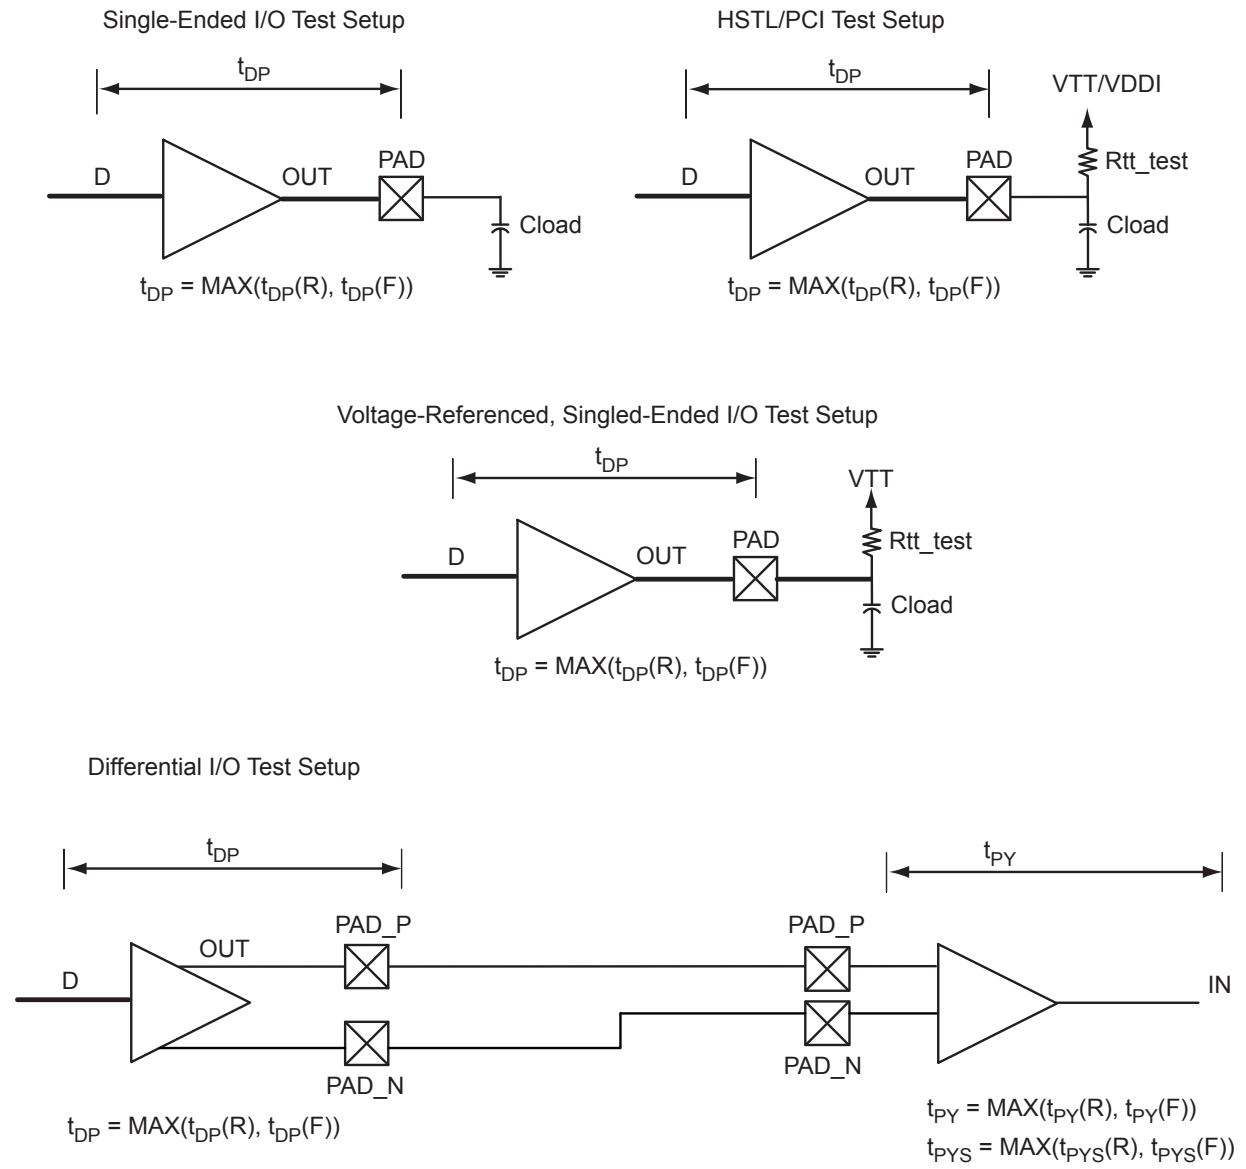 Single-Ended I/O Test Setup
tDP
D
OUT
PAD
Cload
tDP = MAX(tDP(R), tDP(F))
HSTL/PCI Test Setup
tDP
VTT/VDDI
D
OUT
PAD
Rtt_test
Cload
tDP = MAX(tDP(R), tDP(F))
Voltage-Referenced, Singled-Ended I/O Test Setup
tDP
VTT
D
OUT
PAD
Rtt_test
Cload
tDP = MAX(tDP(R), tDP(F))
Differential I/O Test Setup
tDP
tPY
D
OUT
PAD_P
PAD_N
PAD_P
PAD_N
IN
tDP = MAX(tDP(R), tDP(F))
tPY = MAX(tPY(R), tPY(F))
tPYS = MAX(tPYS(R), tPYS(F))